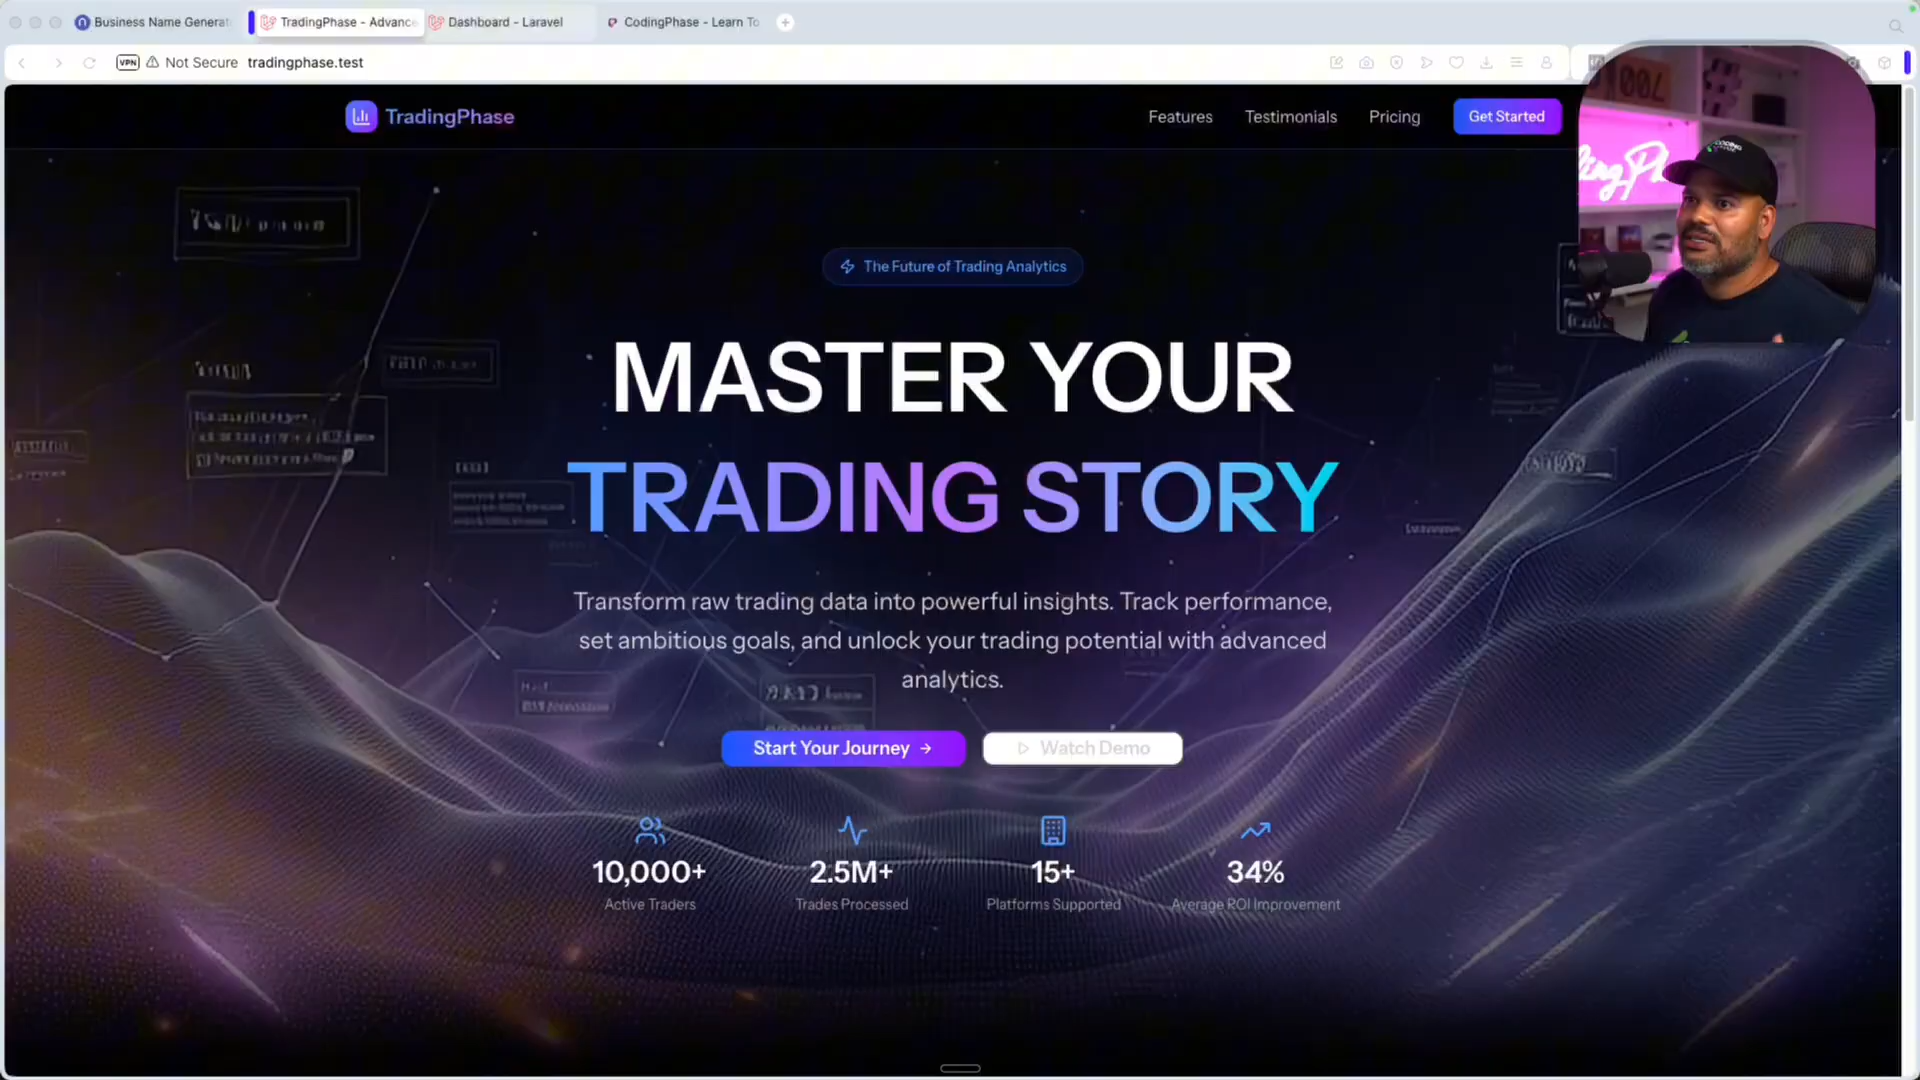 Business Name Generat
TradingPhase - Advance
Dashboard - Laravel
CodingPhase - Learn To
VPN
Not Secure
tradingphase.test
TradingPhase
Features
Testimonials
Pricing
Get Started
The Future of Trading Analytics
MASTER YOUR
TRADING STORY
Transform raw trading data into powerful insights. Track performance,
set ambitious goals, and unlock your trading potential with advanced
analytics.
Start Your Journey
Watch Demo
10,000+
2.5M+
15+
34%
Active Traders
Trades Processed
Platforms Supported
Average ROI Improvement